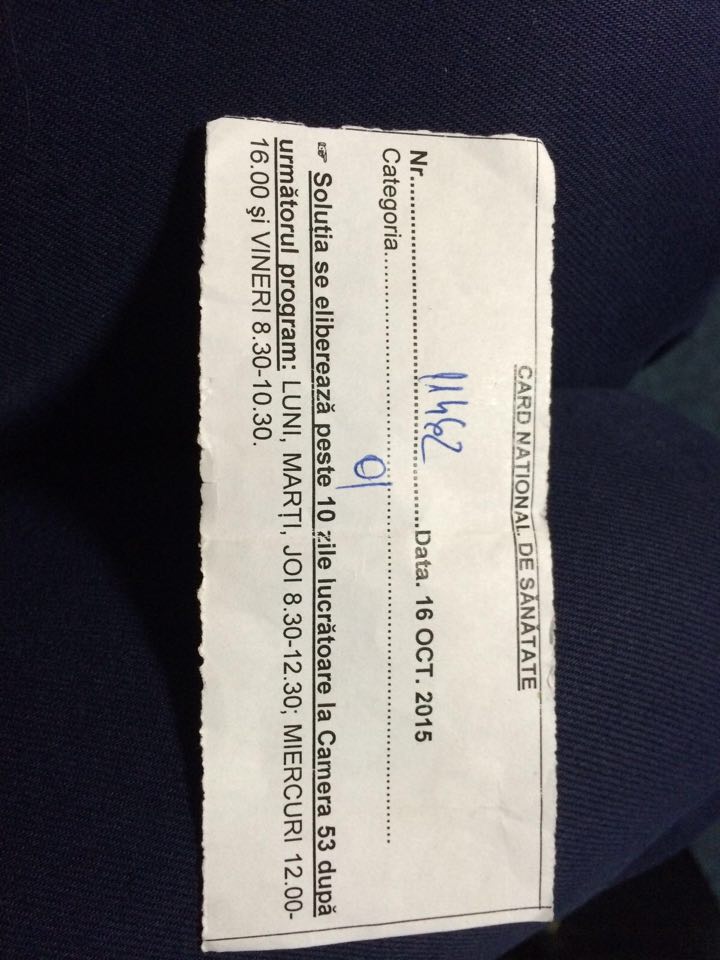 CARD NAȚIONAL DE SĂNĂTATE
Nr............11462............Data. 16 OCT. 2015
Categoria............01............
☞ Soluția se eliberează peste 10 zile lucrătoare la Camera 53 după
următorul program: LUNI, MARȚI, JOI 8.30-12.30; MIERCURI 12.00-
16.00 şi VINERI 8.30-10.30.